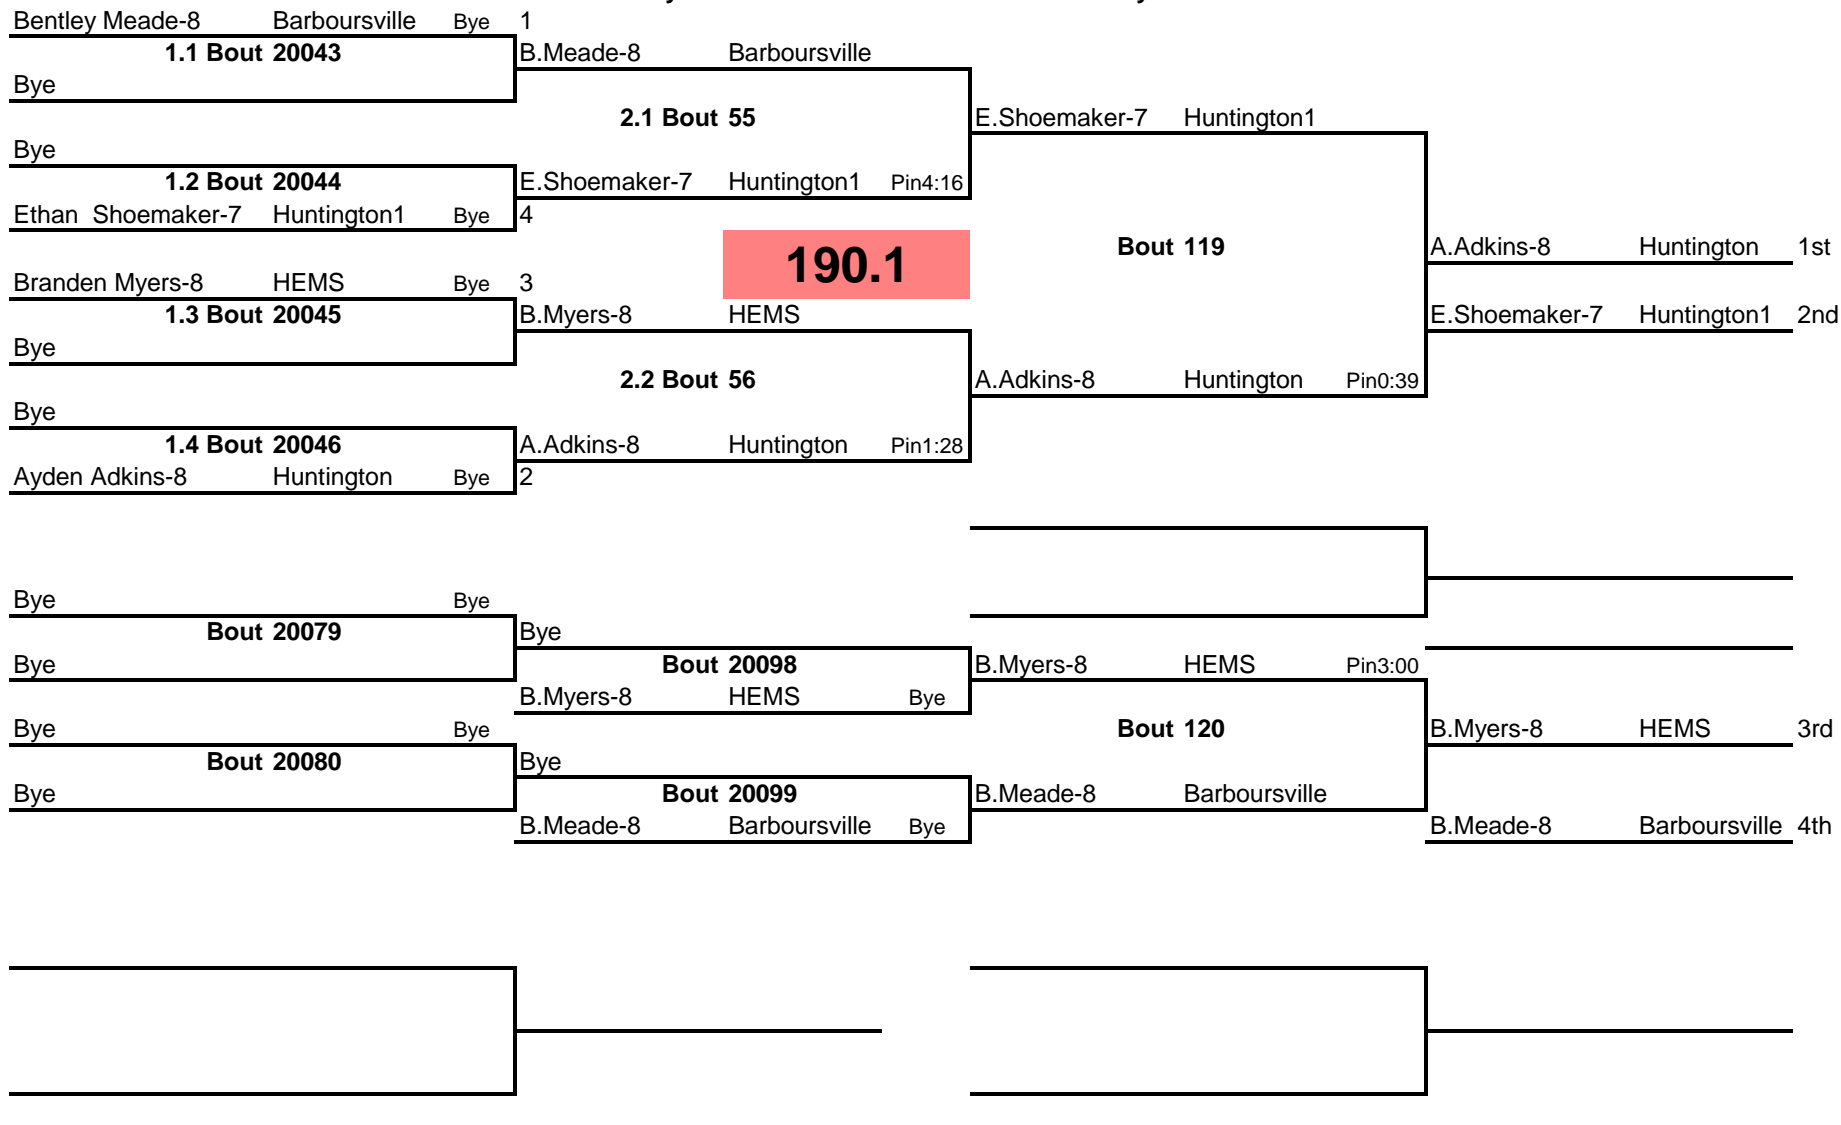 Bentley Meade-8 Barboursville Bye 1
1.1 Bout 20043 B.Meade-8 Barboursville
Bye
2.1 Bout 55 E.Shoemaker-7 Huntington1
Bye
1.2 Bout 20044 E.Shoemaker-7 Huntington1 Pin4:16
Ethan Shoemaker-7 Huntington1 Bye 4
190.1 Bout 119 A.Adkins-8 Huntington 1st
Branden Myers-8 HEMS Bye 3
1.3 Bout 20045 B.Myers-8 HEMS E.Shoemaker-7 Huntington1 2nd
Bye
2.2 Bout 56 A.Adkins-8 Huntington Pin0:39
Bye
1.4 Bout 20046 A.Adkins-8 Huntington Pin1:28
Ayden Adkins-8 Huntington Bye 2
Bye Bye
Bout 20079 Bye
Bye Bout 20098 B.Myers-8 HEMS Pin3:00
B.Myers-8 HEMS Bye
Bye Bye Bout 120 B.Myers-8 HEMS 3rd
Bout 20080 Bye
Bye Bout 20099 B.Meade-8 Barboursville
B.Meade-8 Barboursville Bye B.Meade-8 Barboursville 4th